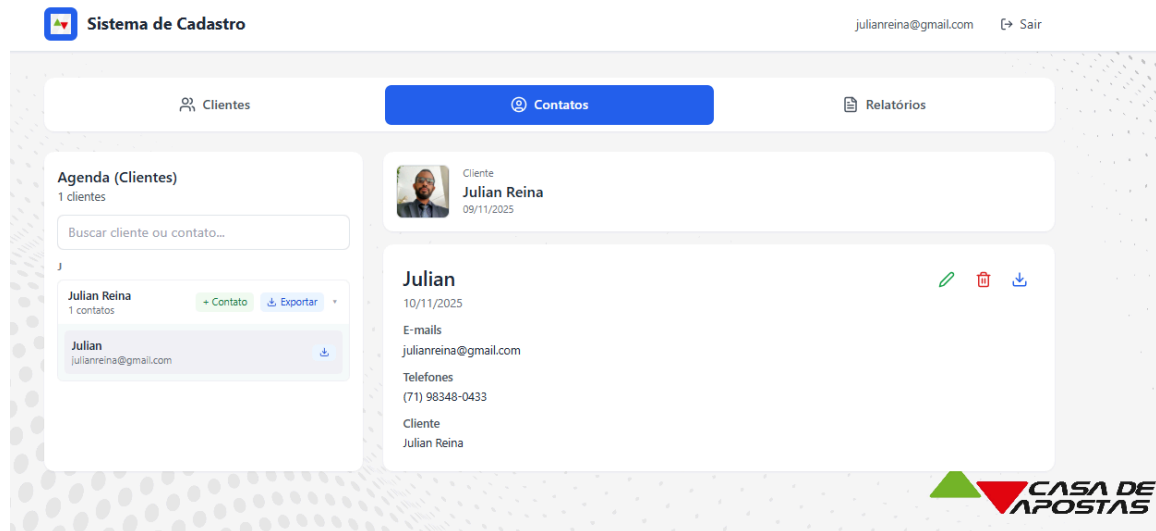 Sistema de Cadastro
julianreina@gmail.com
Sair
Clientes
Contatos
Relatórios
Agenda (Clientes)
1 clientes
Buscar cliente ou contato...
J
Julian Reina
1 contatos
+ Contato
Exportar
Julian
julianreina@gmail.com
Cliente
Julian Reina
09/11/2025
Julian
10/11/2025
E-mails
julianreina@gmail.com
Telefones
(71) 98348-0433
Cliente
Julian Reina
CASA DE
APOSTAS